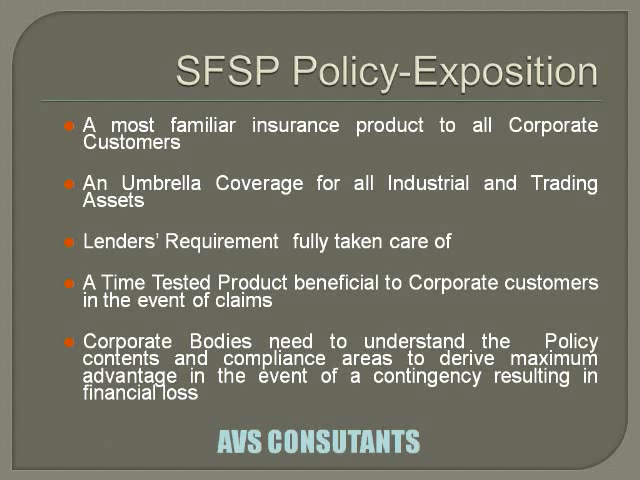 SFSP Policy-Exposition
A most familiar insurance product to all Corporate
Customers
An Umbrella Coverage for all Industrial and Trading
Assets
Lenders’ Requirement fully taken care of
A Time Tested Product beneficial to Corporate customers
in the event of claims
Corporate Bodies need to understand the Policy
contents and compliance areas to derive maximum
advantage in the event of a contingency resulting in
financial loss
AVS CONSUTANTS